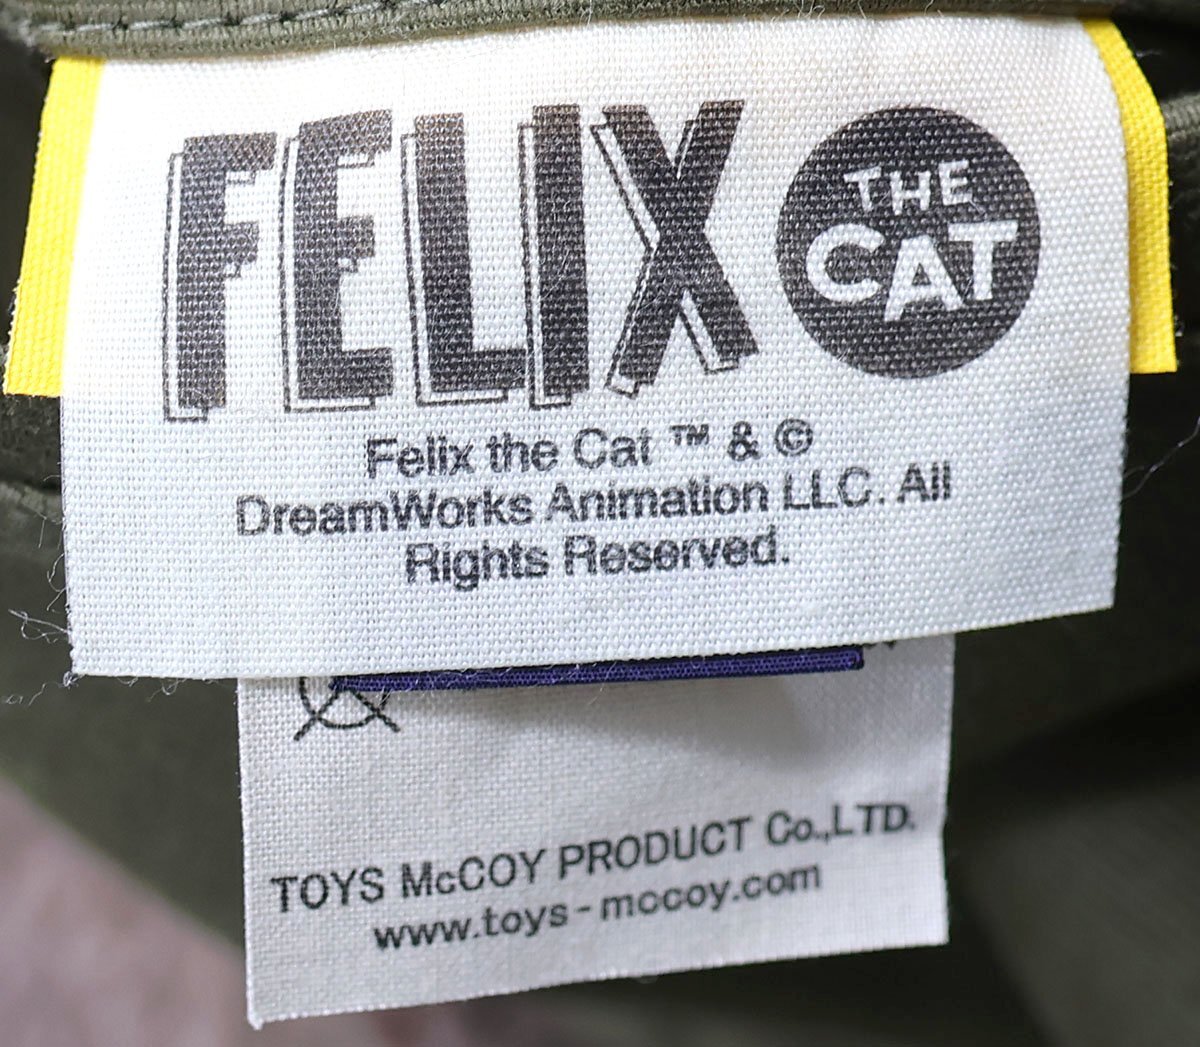 FELIX THE CAT
Felix the Cat ™ & ©
DreamWorks Animation LLC. All
Rights Reserved.
TOYS McCOY PRODUCT Co.,LTD.
www.toys-mccoy.com